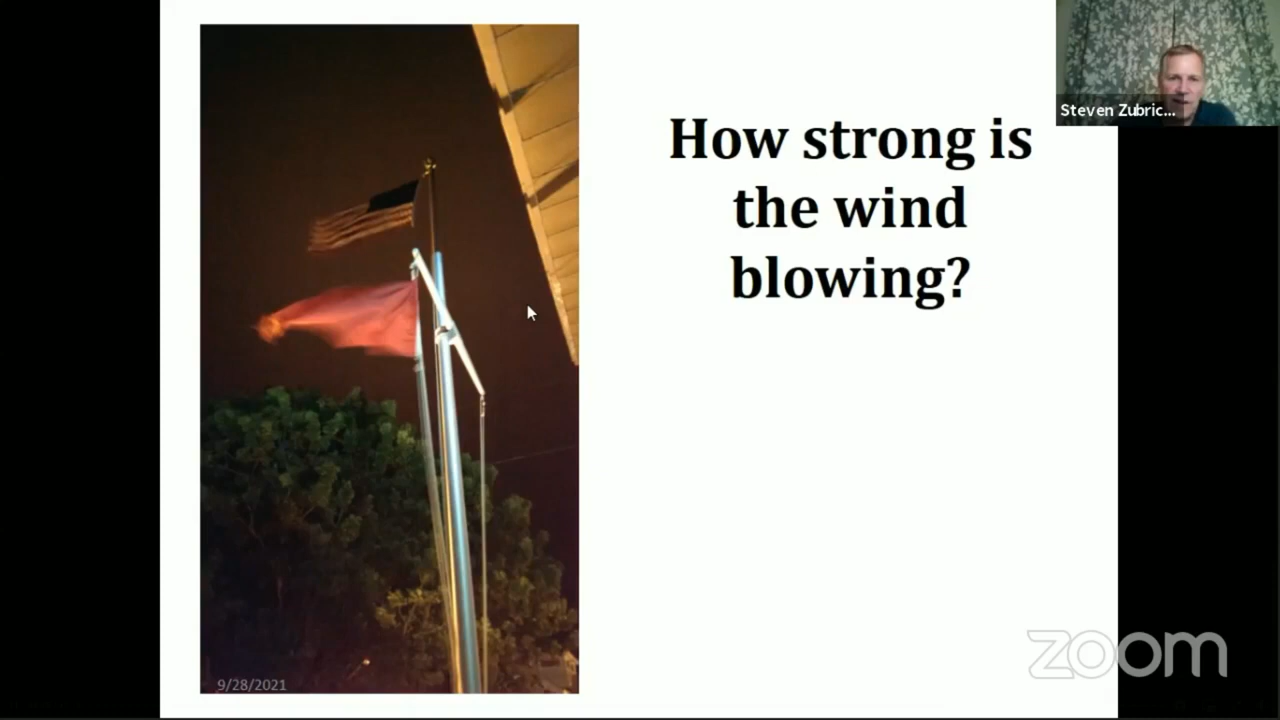 How strong is
the wind
blowing?
Steven Zubric...
9/28/2021
zoom